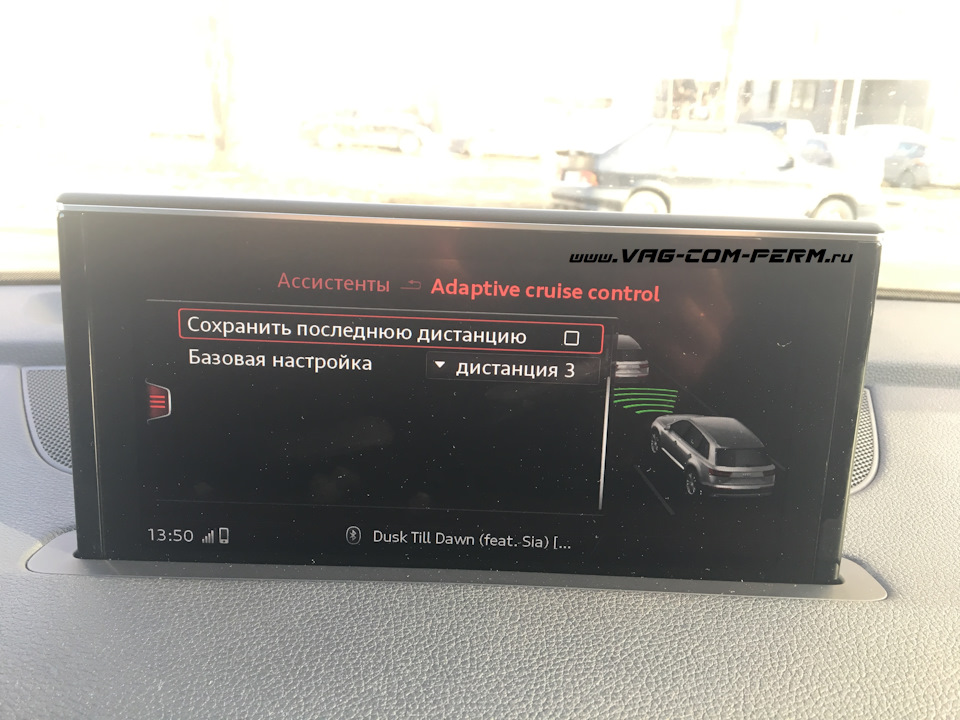 www.VAG-COM-PERM.ru
Ассистенты Adaptive cruise control
Сохранить последнюю дистанцию
Базовая настройка дистанция 3
13:50 Dusk Till Dawn (feat. Sia) [...